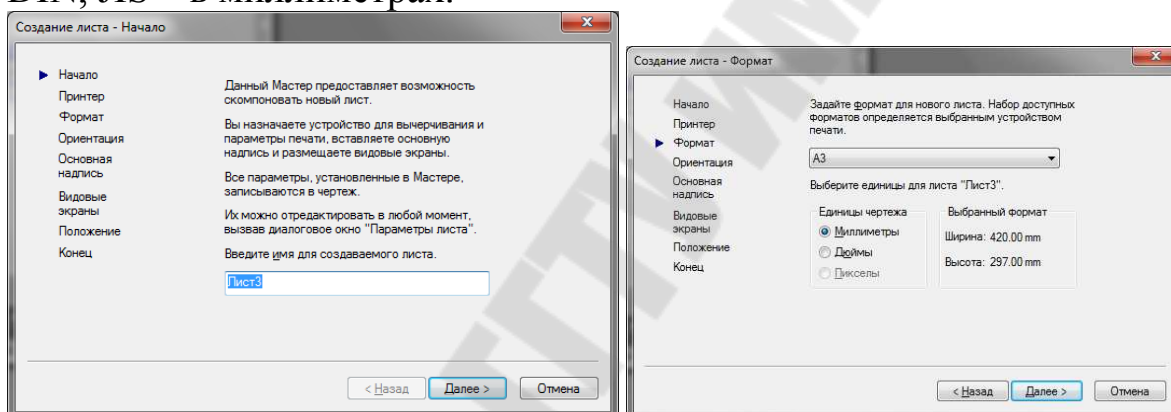 DIN, JIS – в миллиметрах.
Создание листа - Начало
Начало
Принтер
Формат
Ориентация
Основная
надпись
Видовые
экраны
Положение
Конец
Данный Мастер предоставляет возможность
скомпоновать новый лист.
Вы назначаете устройство для вычерчивания и
параметры печати, вставляете основную
надпись и размещаете видовые экраны.
Все параметры, установленные в Мастере,
записываются в чертеж.
Их можно отредактировать в любой момент,
вызвав диалоговое окно "Параметры листа".
Введите имя для создаваемого листа.
Лист3
< Назад
Далее >
Отмена
Создание листа - Формат
Начало
Принтер
Формат
Ориентация
Основная
надпись
Видовые
экраны
Положение
Конец
Задайте формат для нового листа. Набор доступных
форматов определяется выбранным устройством
печати.
A3
Выберите единицы для листа "Лист3".
Единицы чертежа
Миллиметры
Дюймы
Пикселы
Выбранный формат
Ширина: 420.00 mm
Высота: 297.00 mm
< Назад
Далее >
Отмена